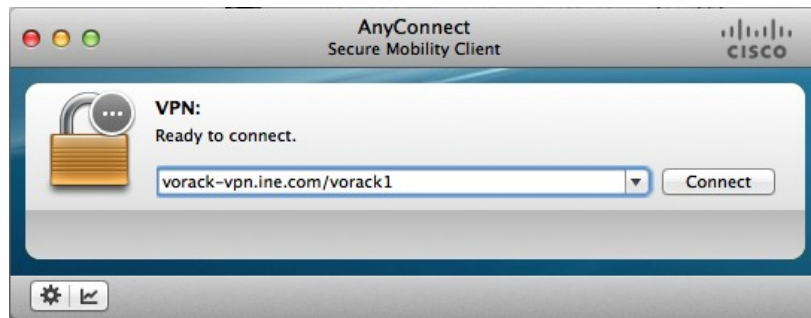 AnyConnect
Secure Mobility Client
CISCO
VPN:
Ready to connect.
vorack-vpn.ine.com/vorack1
Connect